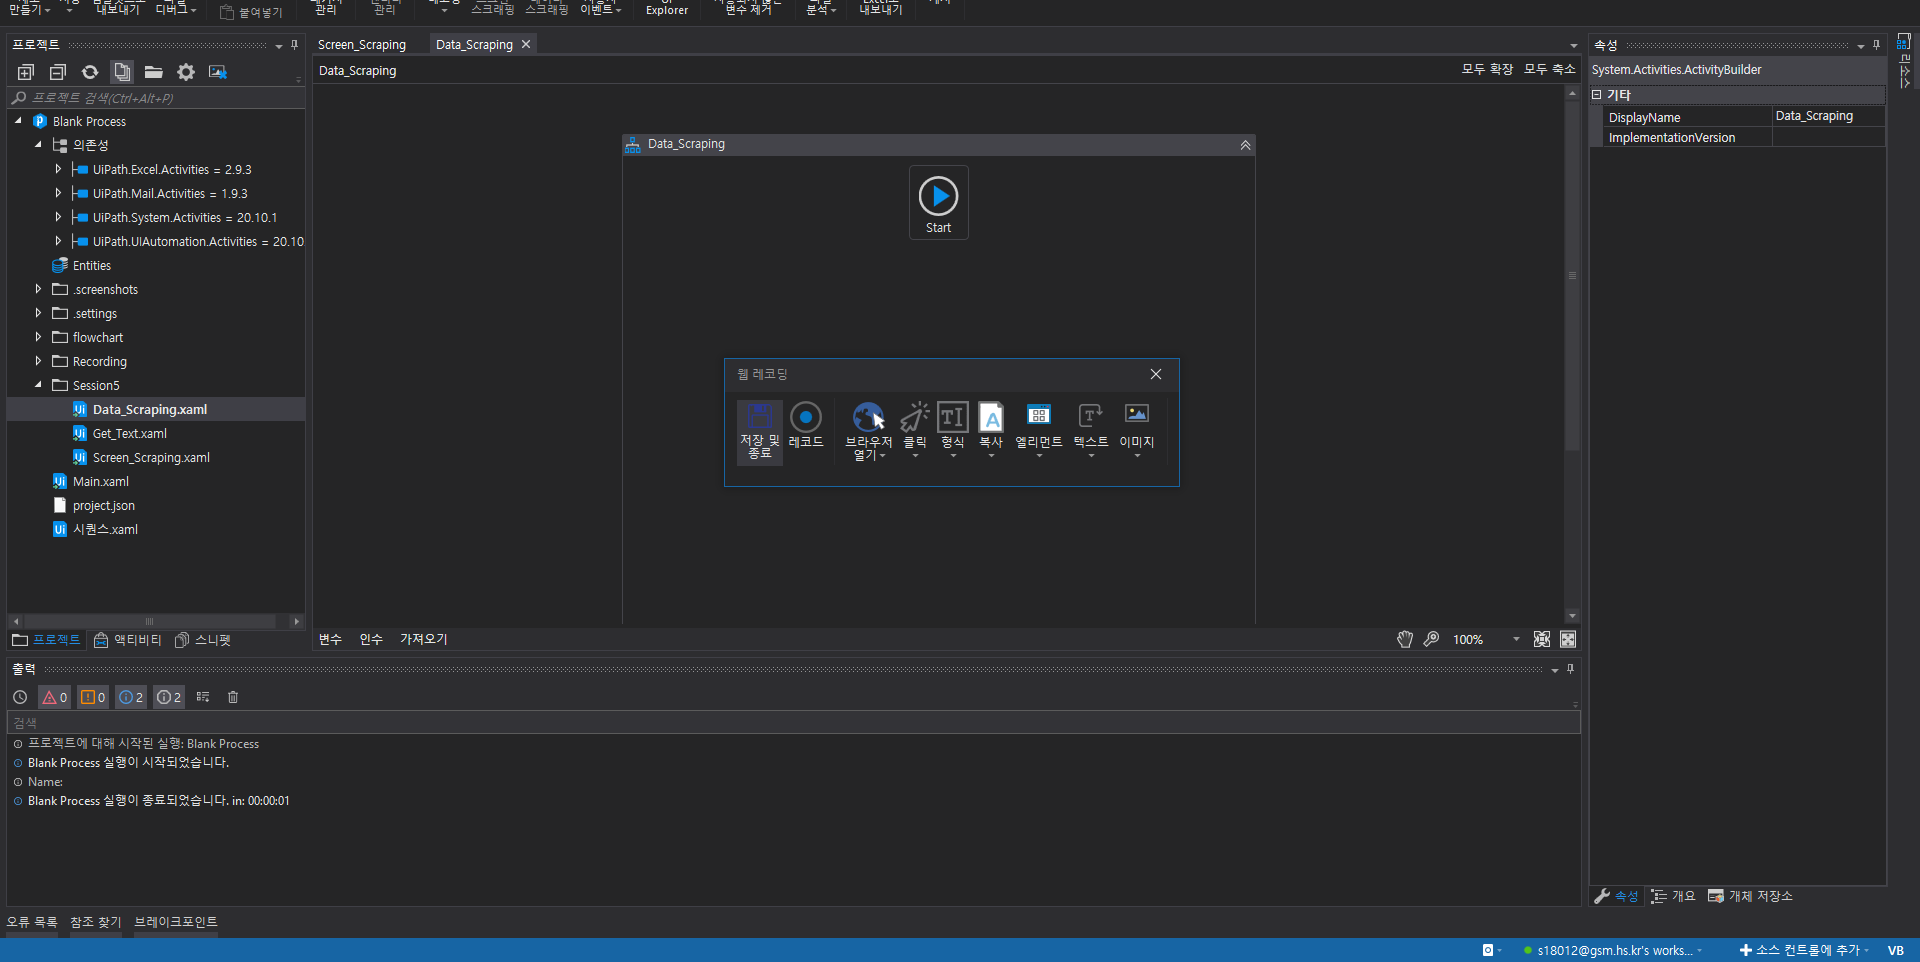 만들기
내보내기
디버그
붙여넣기
관리
관리
스크래핑
스크래핑
이벤트
Explorer
변수 제거
분석
내보내기
프로젝트
프로젝트 검색(Ctrl+Alt+P)
Blank Process
의존성
UiPath.Excel.Activities = 2.9.3
UiPath.Mail.Activities = 1.9.3
UiPath.System.Activities = 20.10.1
UiPath.UIAutomation.Activities = 20.10
Entities
.screenshots
.settings
flowchart
Recording
Session5
Data_Scraping.xaml
Get_Text.xaml
Screen_Scraping.xaml
Main.xaml
project.json
시퀀스.xaml
프로젝트
액티비티
스니펫
Screen_Scraping
Data_Scraping
Data_Scraping
모두 확장
모두 축소
Data_Scraping
Start
웹 레코딩
저장 및
종료
레코드
브라우저
열기
클릭
형식
복사
엘리먼트
텍스트
이미지
변수
인수
가져오기
100%
속성
System.Activities.ActivityBuilder
기타
DisplayName
Data_Scraping
ImplementationVersion
리소스
속성
개요
개체 저장소
출력
0
0
2
2
검색
프로젝트에 대해 시작된 실행: Blank Process
Blank Process 실행이 시작되었습니다.
Name:
Blank Process 실행이 종료되었습니다. in: 00:00:01
오류 목록
참조 찾기
브레이크포인트
s18012@gsm.hs.kr's works...
소스 컨트롤에 추가
VB